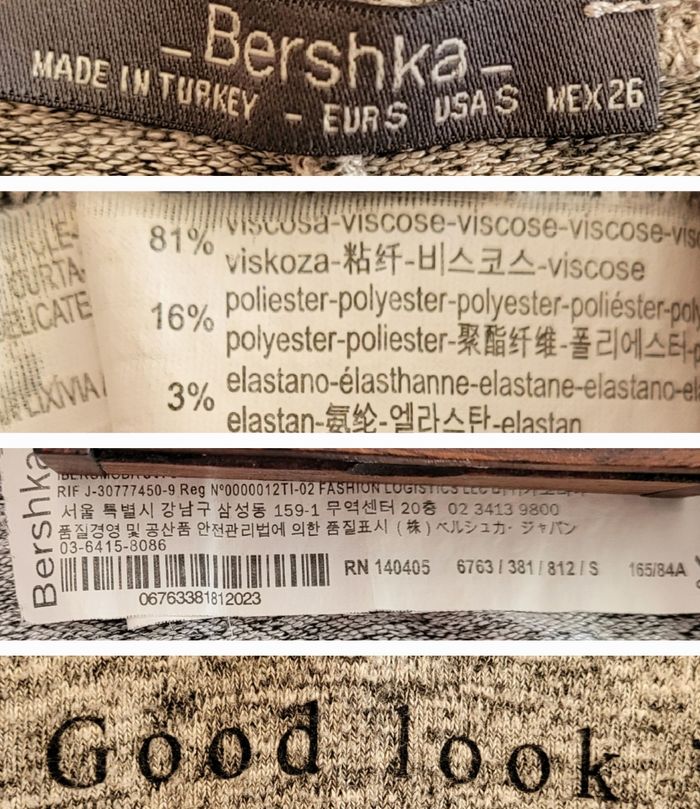 Bershka
MADE IN TURKEY - EUR S USA S MEX 26
81% viscosa-viscose-viscose-viscose
viskoza-粘纤-비스코스-viscose
DELICATE
16% poliester-polyester-polyester-poliéster
polyester-poliester-聚酯纤维-폴리에스터
LIXÍVIA
3% elastano-élasthanne-elastane-elastano
elastan-氨纶-엘라스탄-elastan
Bershka
RIF J-30777450-9 Reg Nº0000012TI-02 FASHION LOGISTICS
서울 특별시 강남구 삼성동 159-1 무역센터 20층 02 3413 9800
품질경영 및 공산품 안전관리법에 의한 품질표시 (株) ベルシュカ・ジャパン
03-6415-8086
RN 140405 6763 / 381 / 812 / S 165/84A
06763381812023
Good look